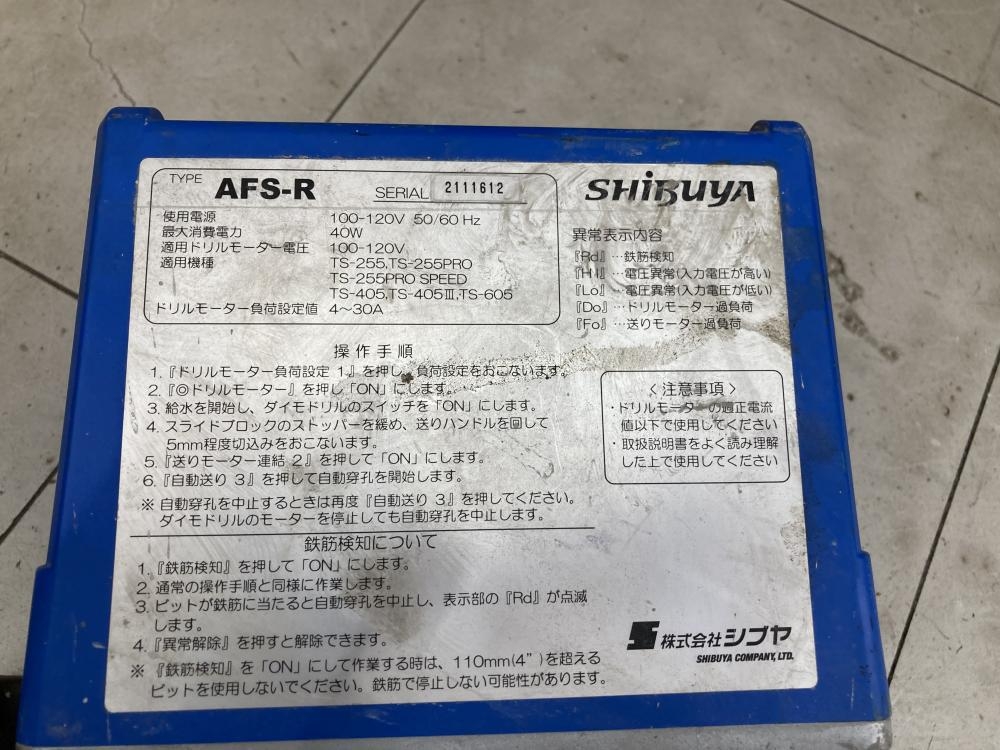 TYPE AFS-R SERIAL 2111612
使用電源 100-120V 50/60 Hz
最大消費電力 40W
適用ドリルモーター電圧 100-120V
適用機種 TS-255,TS-255PRO
TS-255PRO SPEED
TS-405,TS-405Ⅲ,TS-605
ドリルモーター負荷設定値 4～30A
SHiBUYA
異常表示内容
『Rd』…鉄筋検知
『HI』…電圧異常(入力電圧が高い)
『Lo』…電圧異常(入力電圧が低い)
『Do』…ドリルモーター過負荷
『Fo』…送りモーター過負荷
操作手順
1. 『ドリルモーター負荷設定 1』を押し、負荷設定をおこないます。
2. 『◎ドリルモーター』を押し「ON」にします。
3. 給水を開始し、ダイモドリルのスイッチを「ON」にします。
4. スライドブロックのストッパーを緩め、送りハンドルを回して
5mm程度切込みをおこないます。
5. 『送りモーター連結 2』を押して「ON」にします。
6. 『自動送り 3』を押して自動穿孔を開始します。
※ 自動穿孔を中止するときは再度『自動送り 3』を押してください。
ダイモドリルのモーターを停止しても自動穿孔を中止します。
〈 注意事項 〉
・ドリルモーターの適正電流
値以下で使用してください
・取扱説明書をよく読み理解
した上で使用してください
鉄筋検知について
1. 『鉄筋検知』を押して「ON」にします。
2. 通常の操作手順と同様に作業します。
3. ビットが鉄筋に当たると自動穿孔を中止し、表示部の『Rd』が点滅
します。
4. 『異常解除』を押すと解除できます。
※ 『鉄筋検知』を「ON」にして作業する時は、110mm(4")を超える
ビットを使用しないでください。鉄筋で停止しない可能性があります。
株式会社シブヤ
SHIBUYA COMPANY, LTD.